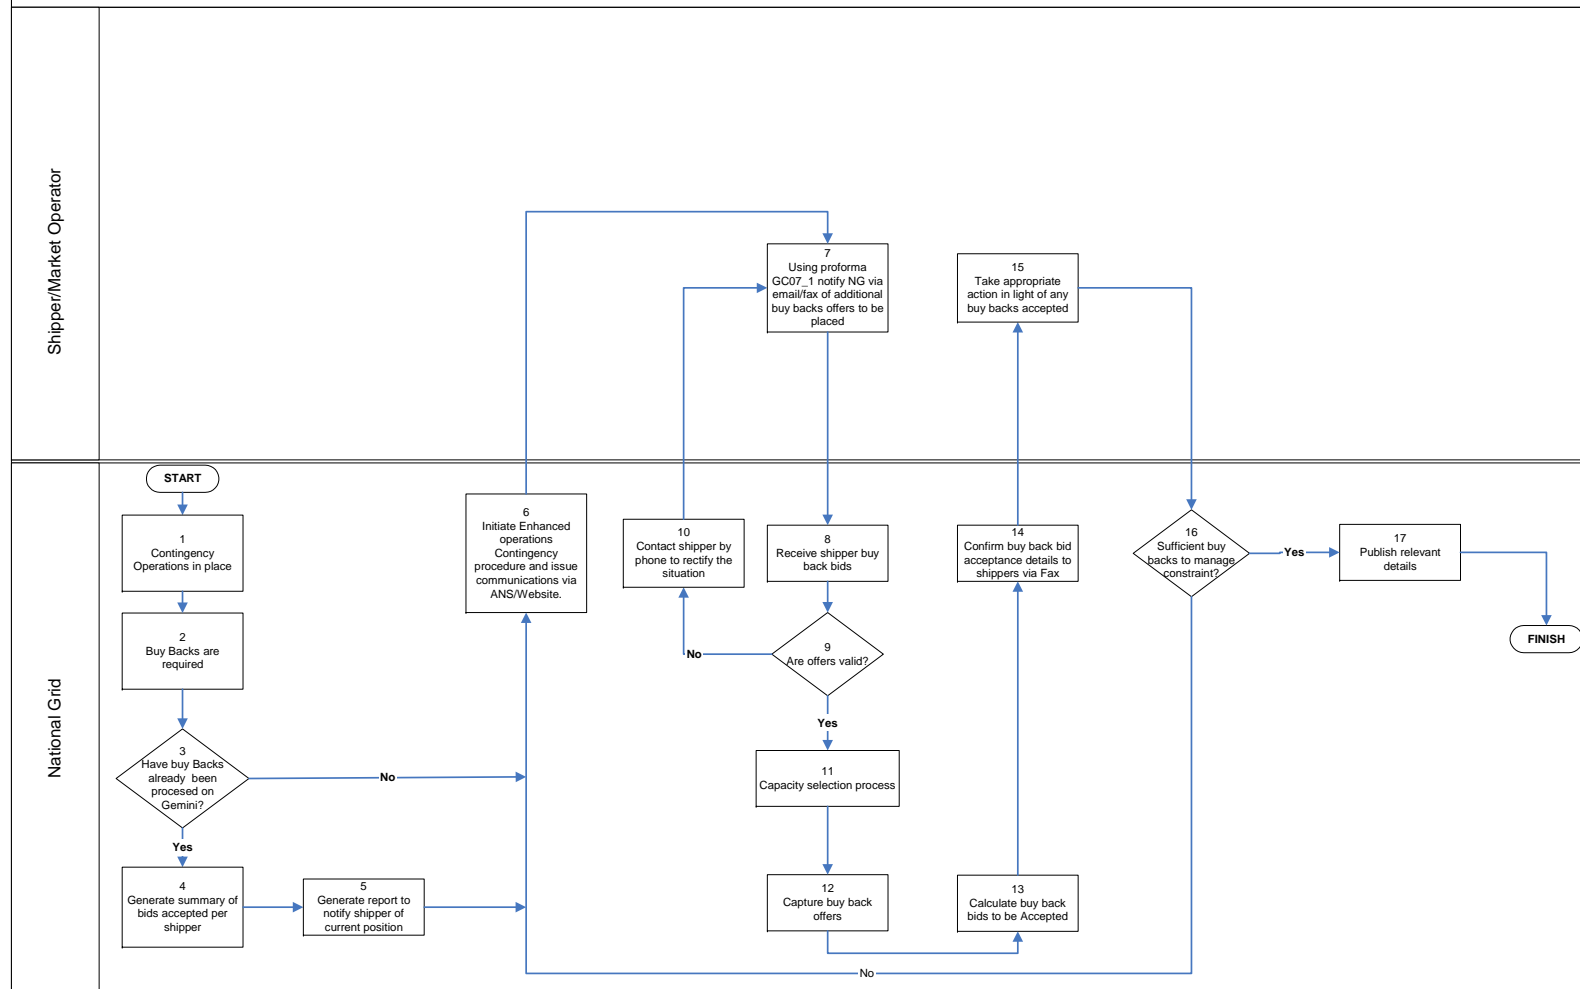 Shipper/Market Operator
7
Using proforma
GC07_1 notify NG via
email/fax of additional
buy backs offers to be
placed
15
Take appropriate
action in light of any
buy backs accepted
National Grid
START
1
Contingency
Operations in place
2
Buy Backs are
required
3
Have buy Backs
already been
procesed on
Gemini?
No
Yes
4
Generate summary of
bids accepted per
shipper
5
Generate report to
notify shipper of
current position
6
Initiate Enhanced
operations
Contingency
procedure and issue
communications via
ANS/Website.
10
Contact shipper by
phone to rectify the
situation
8
Receive shipper buy
back bids
9
Are offers valid?
No
Yes
11
Capacity selection process
12
Capture buy back
offers
13
Calculate buy back
bids to be Accepted
14
Confirm buy back bid
acceptance details to
shippers via Fax
16
Sufficient buy
backs to manage
constraint?
Yes
No
17
Publish relevant
details
FINISH